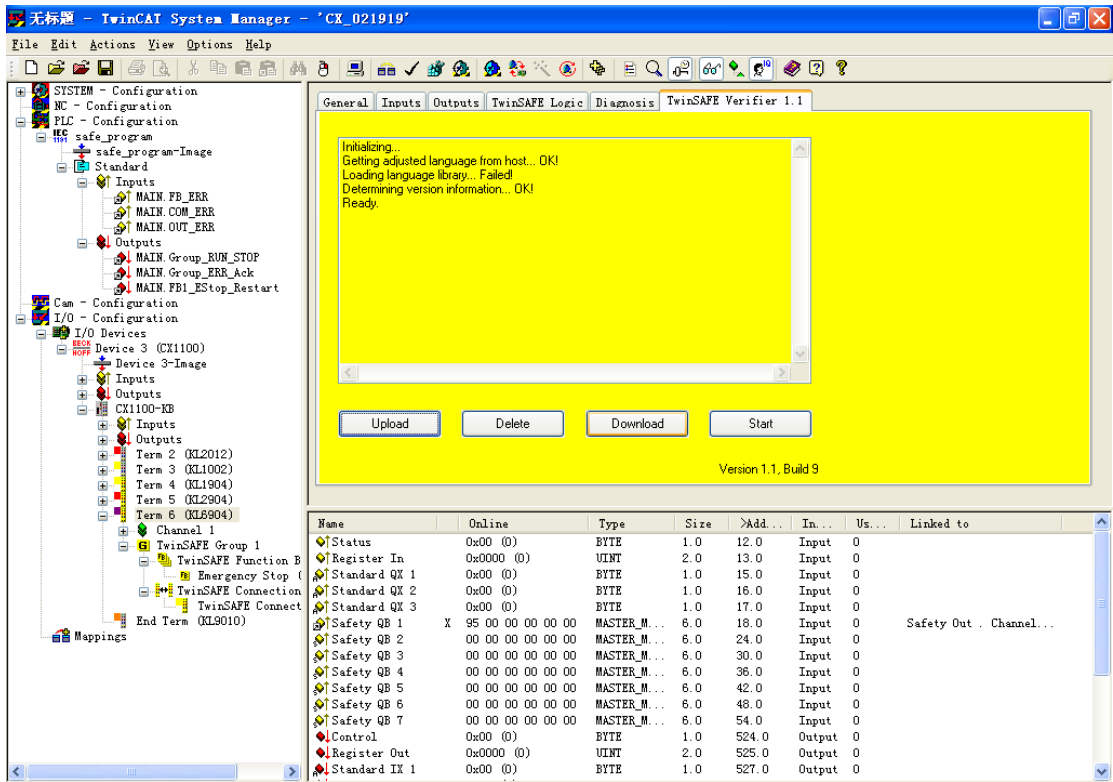 无标题 - TwinCAT System Manager - 'CX_021919'
File Edit Actions View Options Help
SYSTEM - Configuration
NC - Configuration
PLC - Configuration
safe_program
safe_program-Image
Standard
Inputs
MAIN.FB_ERR
MAIN.COM_ERR
MAIN.OUT_ERR
Outputs
MAIN.Group_RUN_STOP
MAIN.Group_ERR_Ack
MAIN.FB1_EStop_Restart
Cam - Configuration
I/O - Configuration
I/O Devices
Device 3 (CX1100)
Device 3-Image
Inputs
Outputs
CX1100-KB
Inputs
Outputs
Term 2 (KL2012)
Term 3 (KL1002)
Term 4 (KL1904)
Term 5 (KL2904)
Term 6 (KL6904)
Channel 1
TwinSAFE Group 1
TwinSAFE Function B
Emergency Stop (
TwinSAFE Connection
TwinSAFE Connect
End Term (KL9010)
Mappings
General Inputs Outputs TwinSAFE Logic Diagnosis TwinSAFE Verifier 1.1
Initializing...
Getting adjusted language from host... OK!
Loading language library... Failed!
Determining version information... OK!
Ready.
Upload Delete Download Start
Version 1.1, Build 9
Name Online Type Size >Add... In... Us... Linked to
Status 0x00 (0) BYTE 1.0 12.0 Input 0
Register In 0x0000 (0) UINT 2.0 13.0 Input 0
Standard QX 1 0x00 (0) BYTE 1.0 15.0 Input 0
Standard QX 2 0x00 (0) BYTE 1.0 16.0 Input 0
Standard QX 3 0x00 (0) BYTE 1.0 17.0 Input 0
Safety QB 1 X 95 00 00 00 00 00 MASTER_M... 6.0 18.0 Input 0 Safety Out . Channel...
Safety QB 2 00 00 00 00 00 00 MASTER_M... 6.0 24.0 Input 0
Safety QB 3 00 00 00 00 00 00 MASTER_M... 6.0 30.0 Input 0
Safety QB 4 00 00 00 00 00 00 MASTER_M... 6.0 36.0 Input 0
Safety QB 5 00 00 00 00 00 00 MASTER_M... 6.0 42.0 Input 0
Safety QB 6 00 00 00 00 00 00 MASTER_M... 6.0 48.0 Input 0
Safety QB 7 00 00 00 00 00 00 MASTER_M... 6.0 54.0 Input 0
Control 0x00 (0) BYTE 1.0 524.0 Output 0
Register Out 0x0000 (0) UINT 2.0 525.0 Output 0
Standard IX 1 0x00 (0) BYTE 1.0 527.0 Output 0